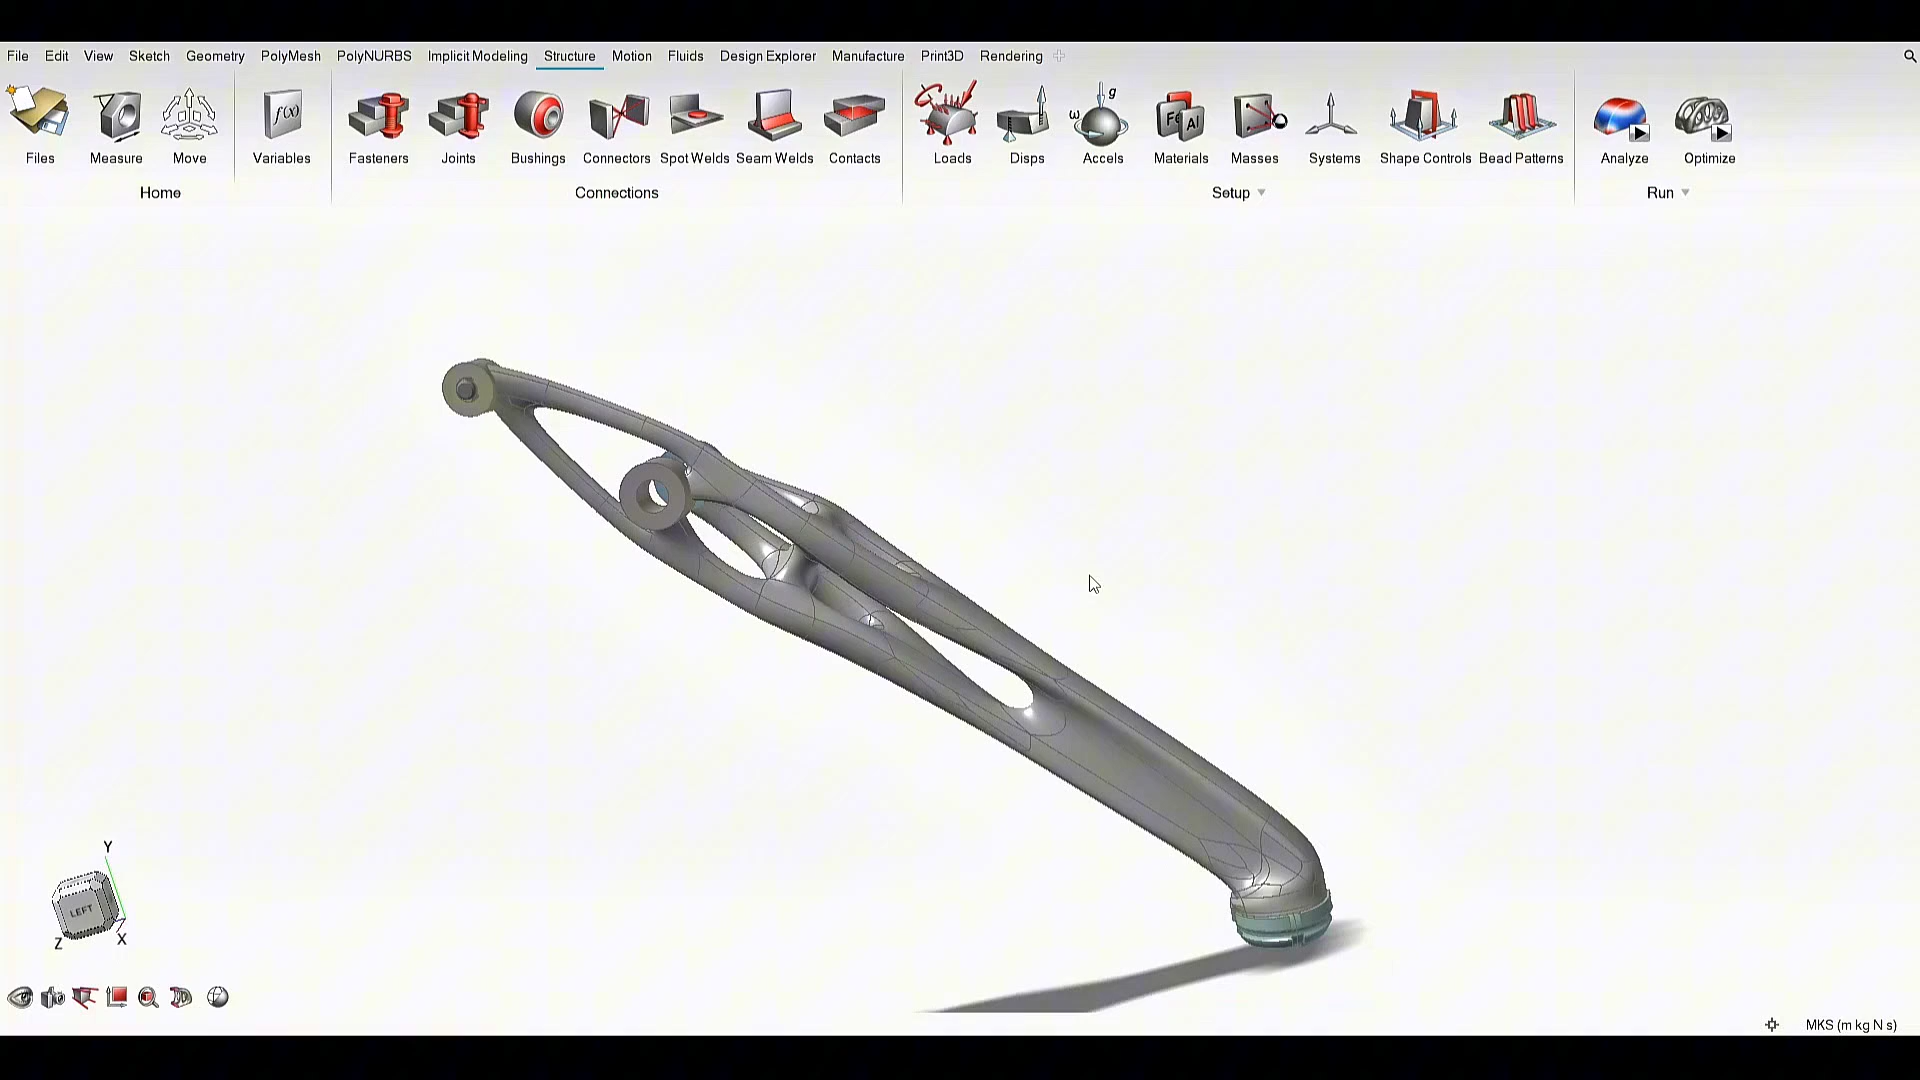 File Edit View Sketch Geometry PolyMesh PolyNURBS Implicit Modeling Structure Motion Fluids Design Explorer Manufacture Print3D Rendering
f(x) Fe Al ω g
Files Measure Move Variables Fasteners Joints Bushings Connectors Spot Welds Seam Welds Contacts Loads Disps Accels Materials Masses Systems Shape Controls Bead Patterns Analyze Optimize
Home Connections Setup Run
Y
LEFT
Z X
MKS (m kg N s)